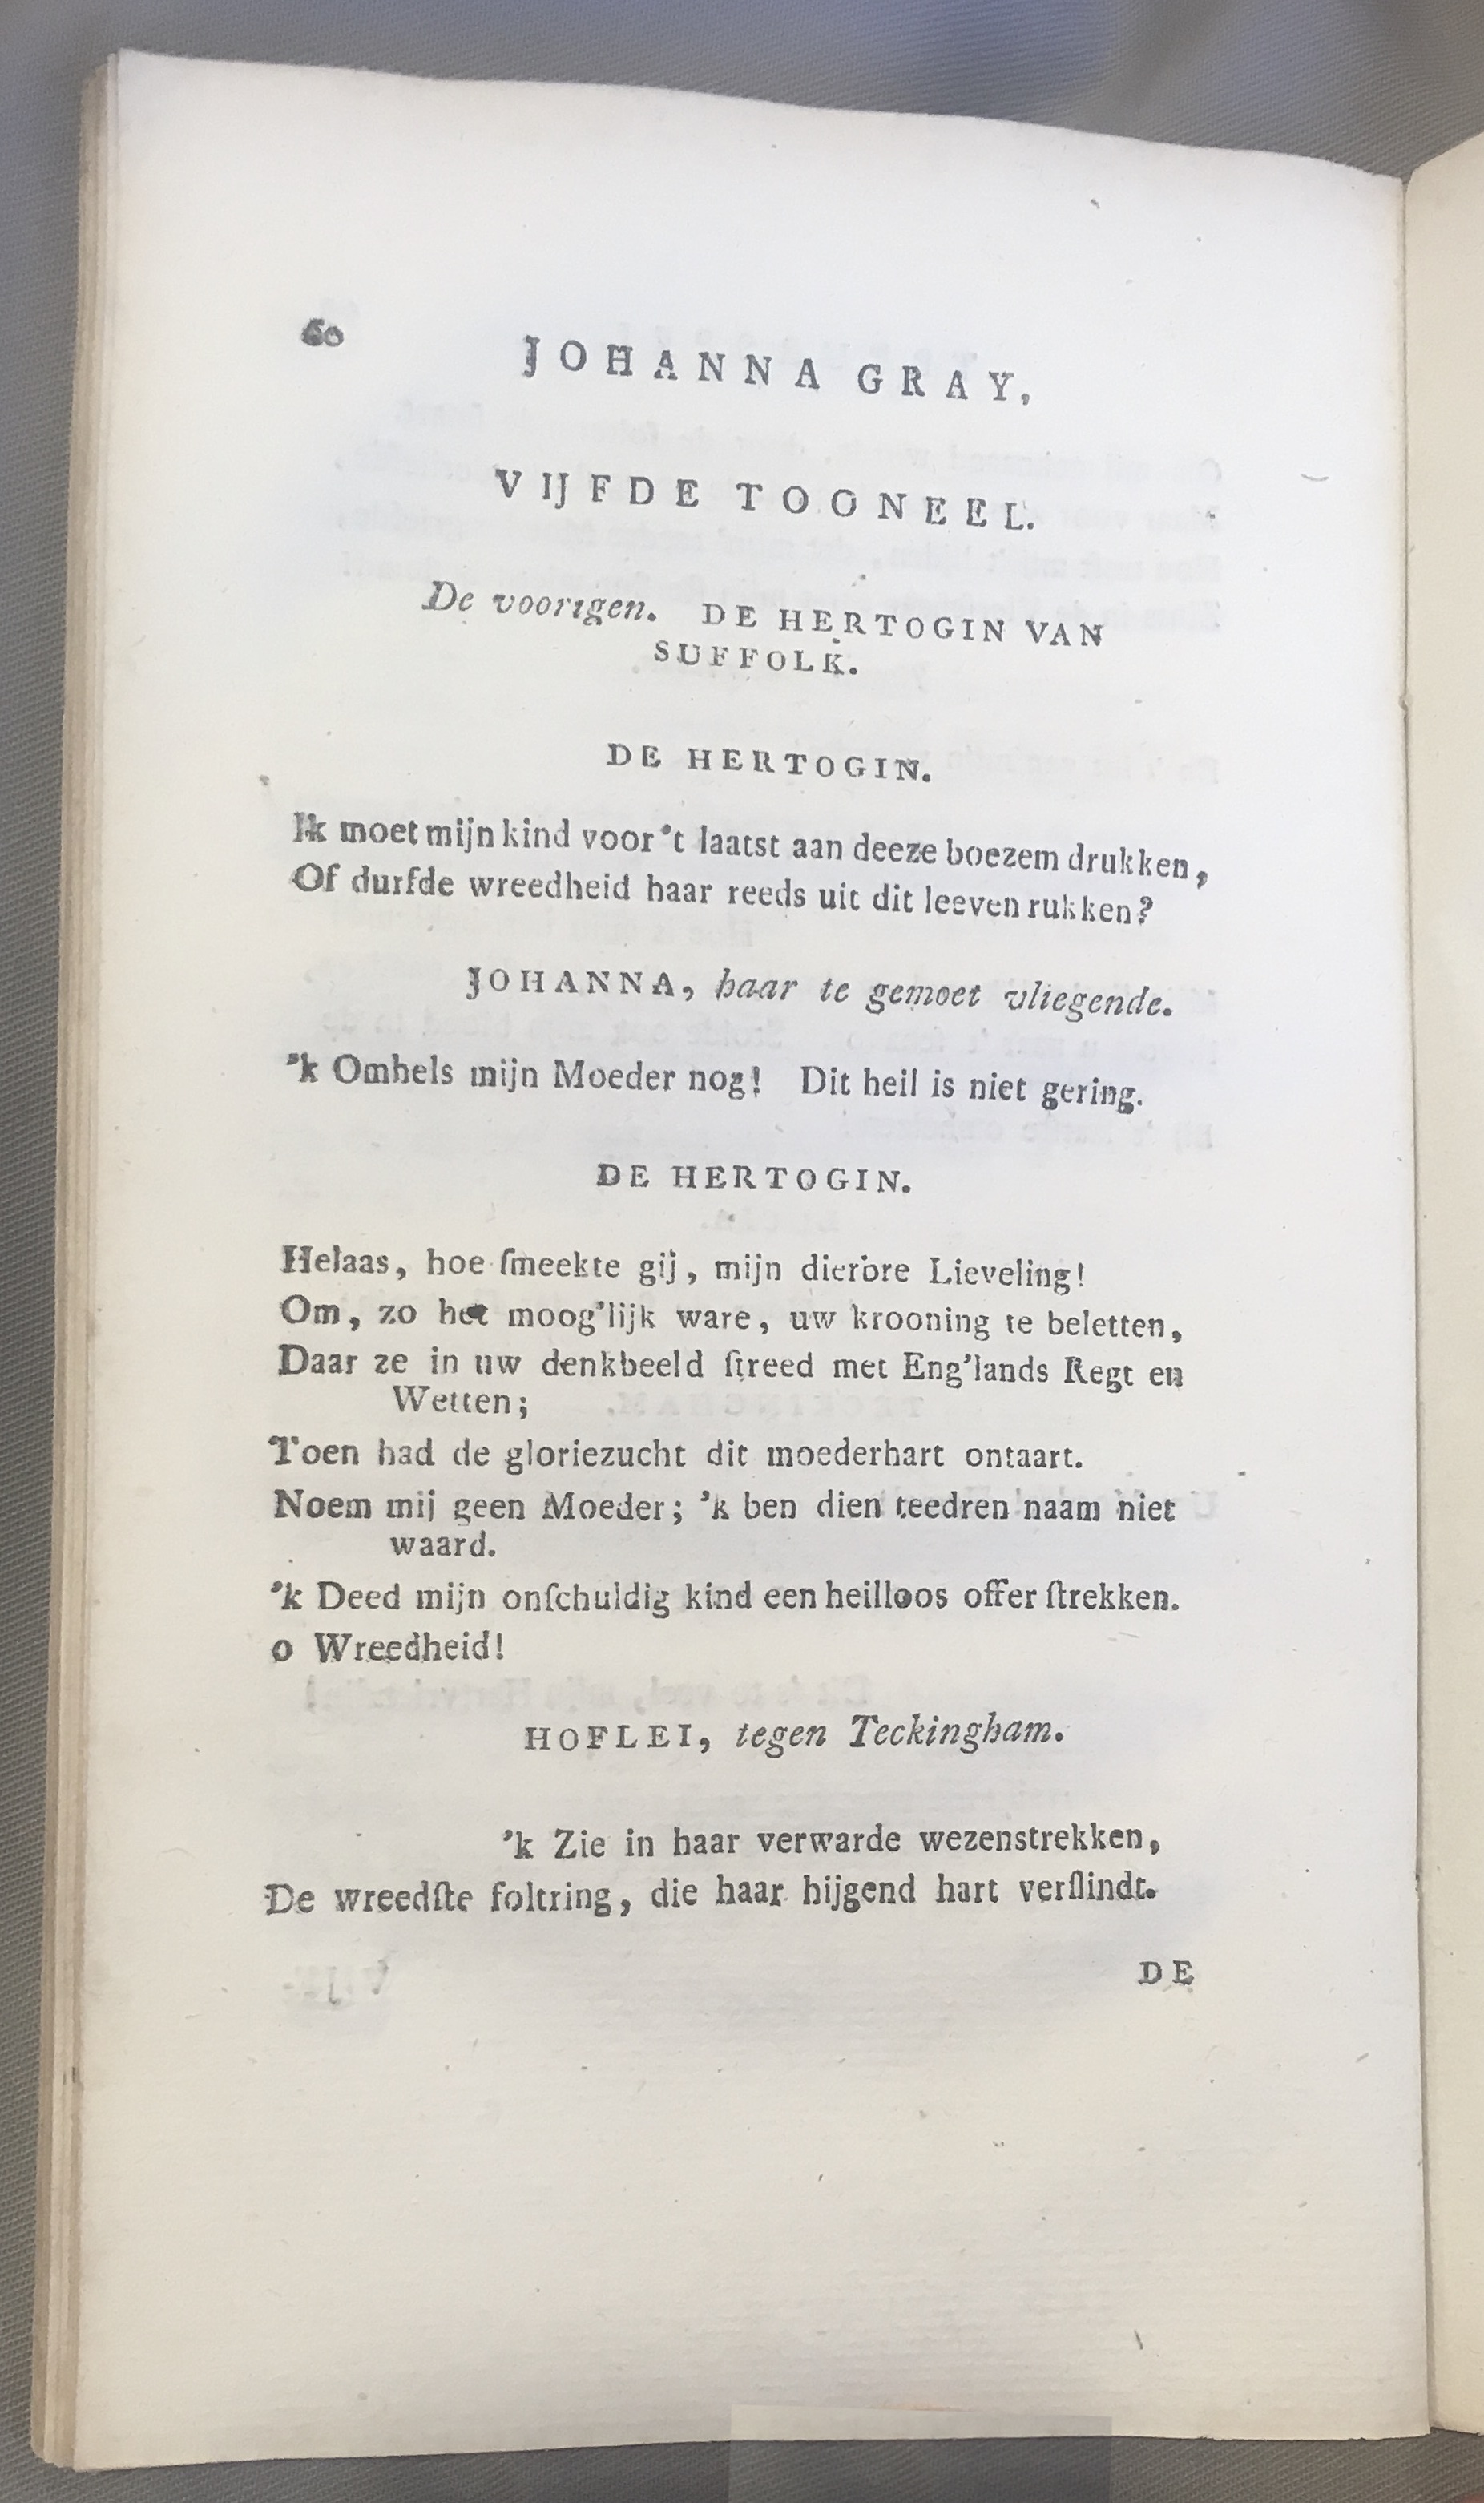 60
JOHANNA GRAY,
VIJFDE TOONEEL.
De voorigen. DE HERTOGIN VAN
SUFFOLK.
DE HERTOGIN.
Ik moet mijn kind voor 't laatst aan deeze boezem drukken,
Of durfde wreedheid haar reeds uit dit leeven rukken?
JOHANNA, haar te gemoet vliegende.
'k Omhels mijn Moeder nog! Dit heil is niet gering.
DE HERTOGIN.
Helaas, hoe ſmeekte gij, mijn dierbre Lieveling!
Om, zo het moog'lijk ware, uw krooning te beletten,
Daar ze in uw denkbeeld ſtreed met Eng'lands Regt en
Wetten;
Toen had de gloriezucht dit moederhart ontaart.
Noem mij geen Moeder; 'k ben dien teedren naam niet
waard.
'k Deed mijn onſchuldig kind een heilloos offer ſtrekken.
o Wreedheid!
HOFLEI, tegen Teckingham.
'k Zie in haar verwarde wezenstrekken,
De wreedſte foltring, die haar hijgend hart verſlindt.
DE